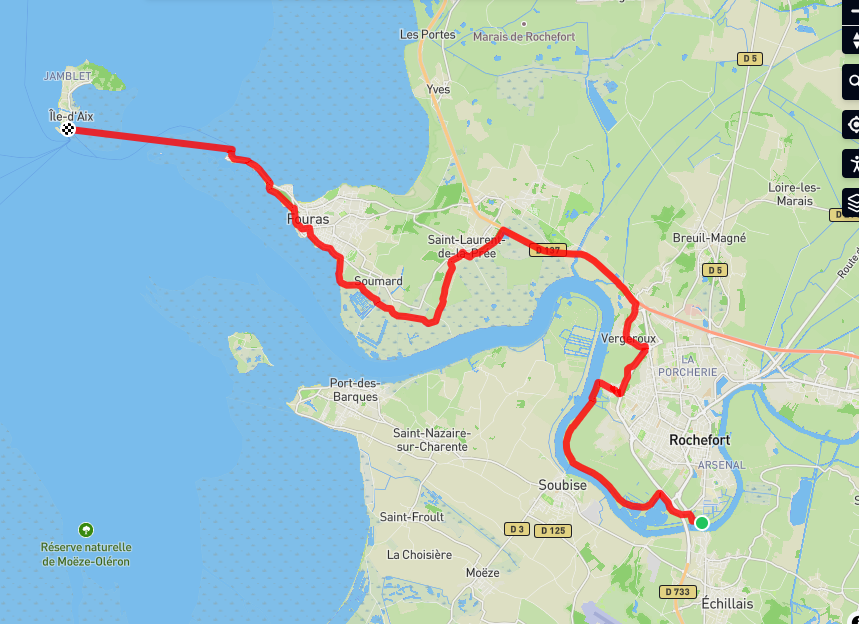 Les Portes
Marais de Rochefort
D 5
JAMBLET
Yves
Île-d'Aix
Loire-les-
Marais
Fouras
Saint-Laurent-
de-la-Prée
D 137
Breuil-Magné
D 5
Soumard
Vergeroux
LA
PORCHERIE
Port-des-
Barques
Saint-Nazaire-
sur-Charente
Rochefort
ARSENAL
Soubise
Saint-Froult
D 3
D 125
Réserve naturelle
de Moëze-Oléron
La Choisière
Moëze
D 733
Échillais